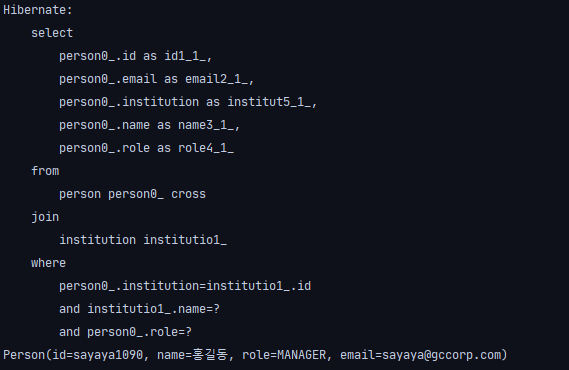 Hibernate:
    select
        person0_.id as id1_1_,
        person0_.email as email2_1_,
        person0_.institution as institut5_1_,
        person0_.name as name3_1_,
        person0_.role as role4_1_
    from
        person person0_ cross
    join
        institution institutio1_
    where
        person0_.institution=institutio1_.id
        and institutio1_.name=?
        and person0_.role=?
Person(id=sayaya1090, name=홍길동, role=MANAGER, email=sayaya@gccorp.com)